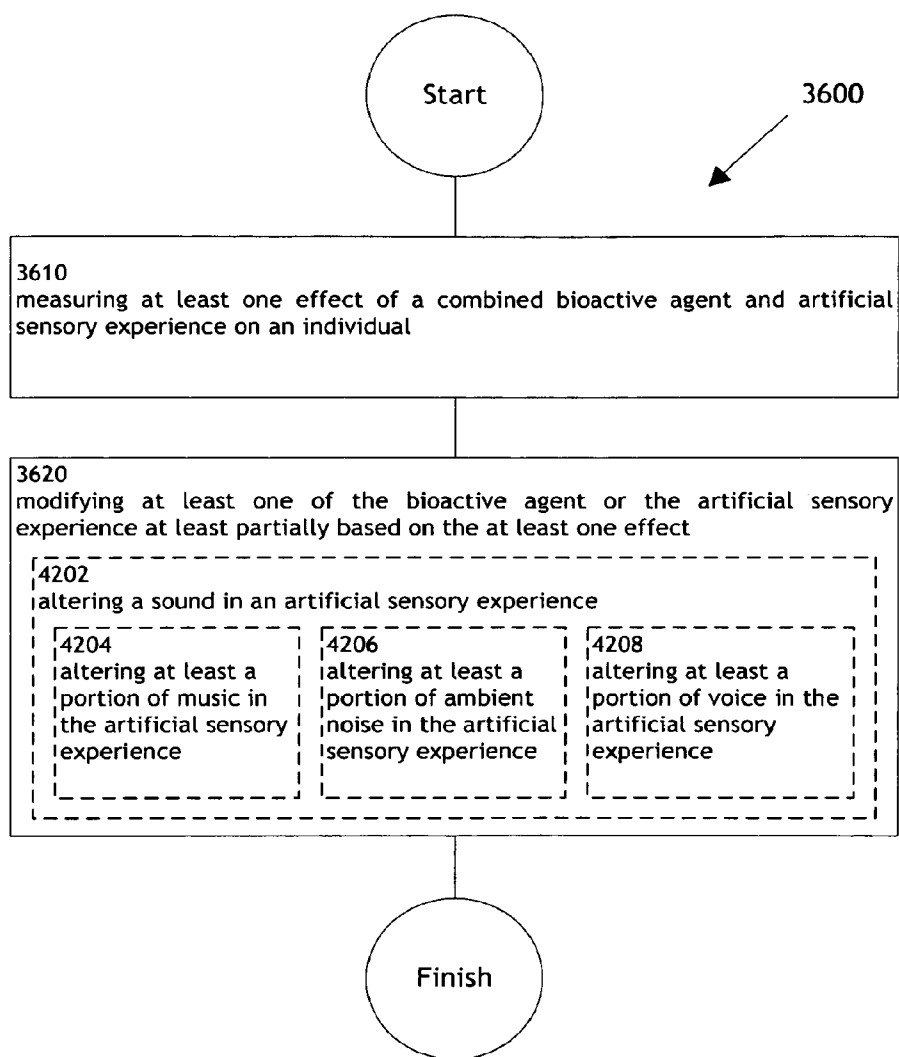 Start
3600
3610
measuring at least one effect of a combined bioactive agent and artificial
sensory experience on an individual
3620
modifying at least one of the bioactive agent or the artificial sensory
experience at least partially based on the at least one effect
4202
altering a sound in an artificial sensory experience
4204
altering at least a
portion of music in
the artificial sensory
experience
4206
altering at least a
portion of ambient
noise in the artificial
sensory experience
4208
altering at least a
portion of voice in the
artificial sensory
experience
Finish